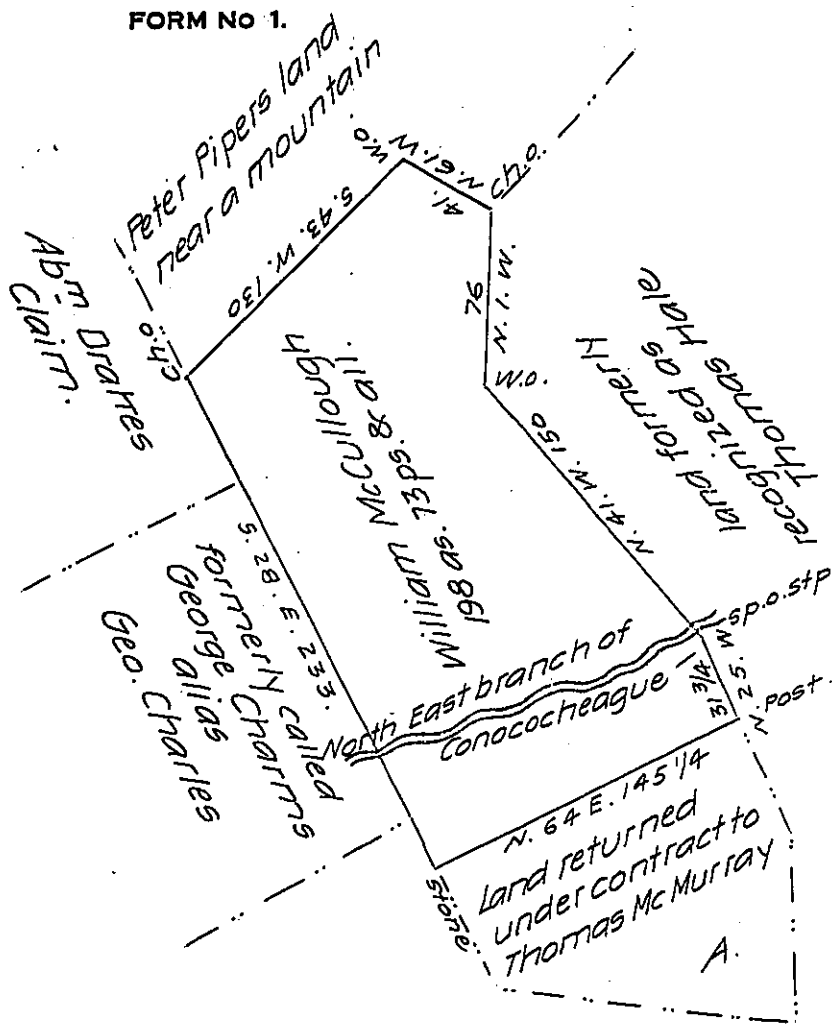 FORM No 1.
Peter Pipers land
near a mountain
W.O.
N.61.W
41.
Ch.O.
S.43.W.130
76
N.1.W.
W.O.
Abm Drakes
Claim.
Ch.O.
land formerly
recognized as
Thomas Hale
William McCullough
198 as. 73 ps. & all.
N.41.W.150
S.28.E.233.
formerly called
George Charms
alias
Geo. Charles
North East branch of
Conococheague
sp.o.stp
31 3/4
N 25. W
Post.
N. 64 E. 145 1/4
Stone
Land returned
under contract to
Thomas McMurray
A.